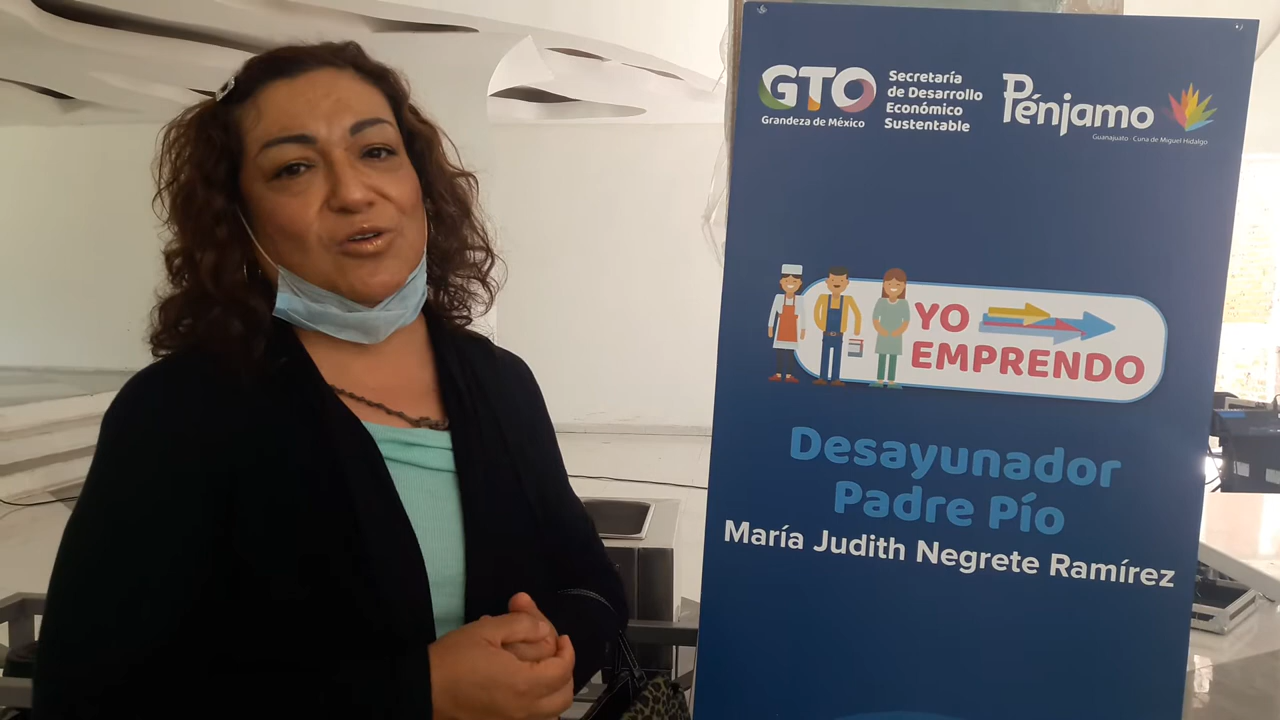 GTO
Grandeza de México
Secretaría
de Desarrollo
Económico
Sustentable
Pénjamo
Guanajuato · Cuna de Miguel Hidalgo
YO
EMPRENDO
Desayunador
Padre Pío
María Judith Negrete Ramírez